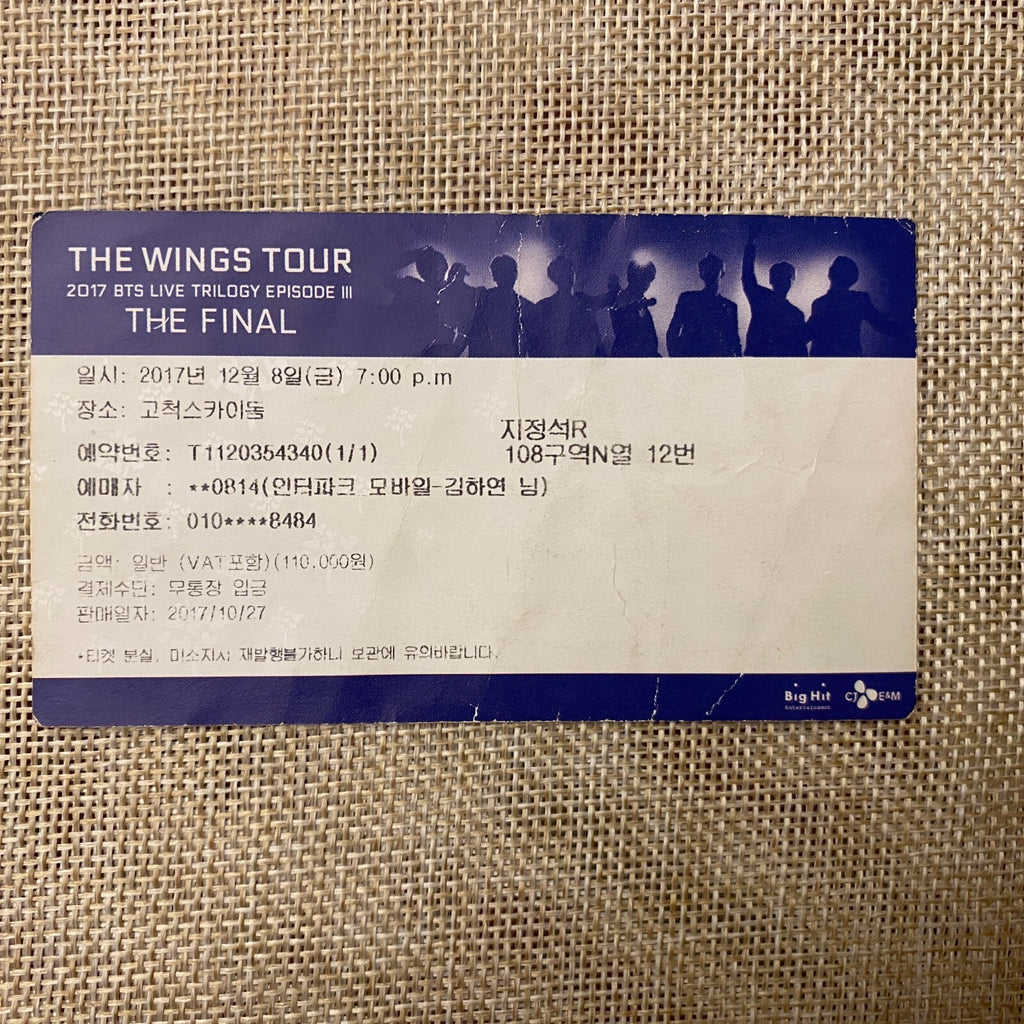 THE WINGS TOUR
2017 BTS LIVE TRILOGY EPISODE III
THE FINAL
일시: 2017년 12월 8일(금) 7:00 p.m
장소: 고척스카이돔
지정석R
예약번호: T1120354340(1/1)
108구역N열 12번
예매자 : **0814(인터파크 모바일-김하연 님)
전화번호: 010****8484
금액: 일반 (VAT포함)(110,000원)
결제수단: 무통장 입금
판매일자: 2017/10/27
*티켓 분실, 미소지시 재발행불가하니 보관에 유의바랍니다.
Big Hit
Entertainment
CJ E&M